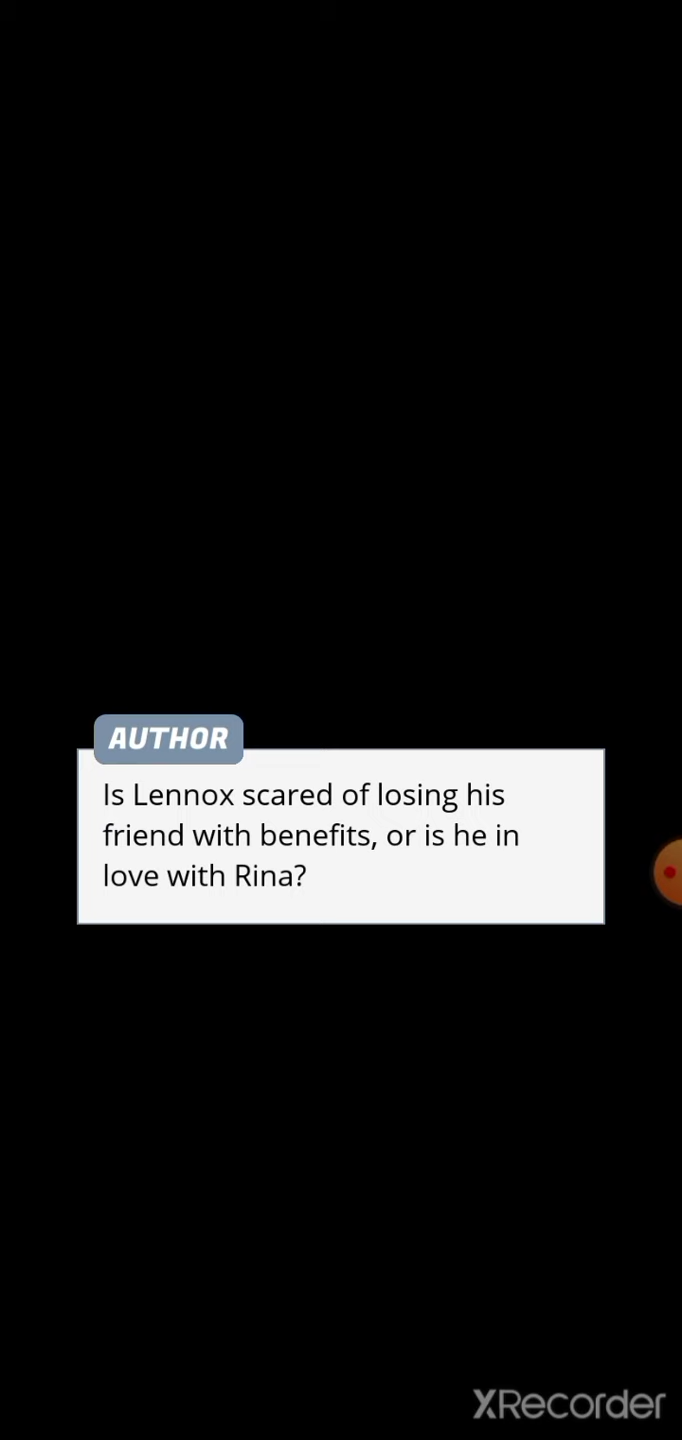 AUTHOR
Is Lennox scared of losing his
friend with benefits, or is he in
love with Rina?
XRecorder